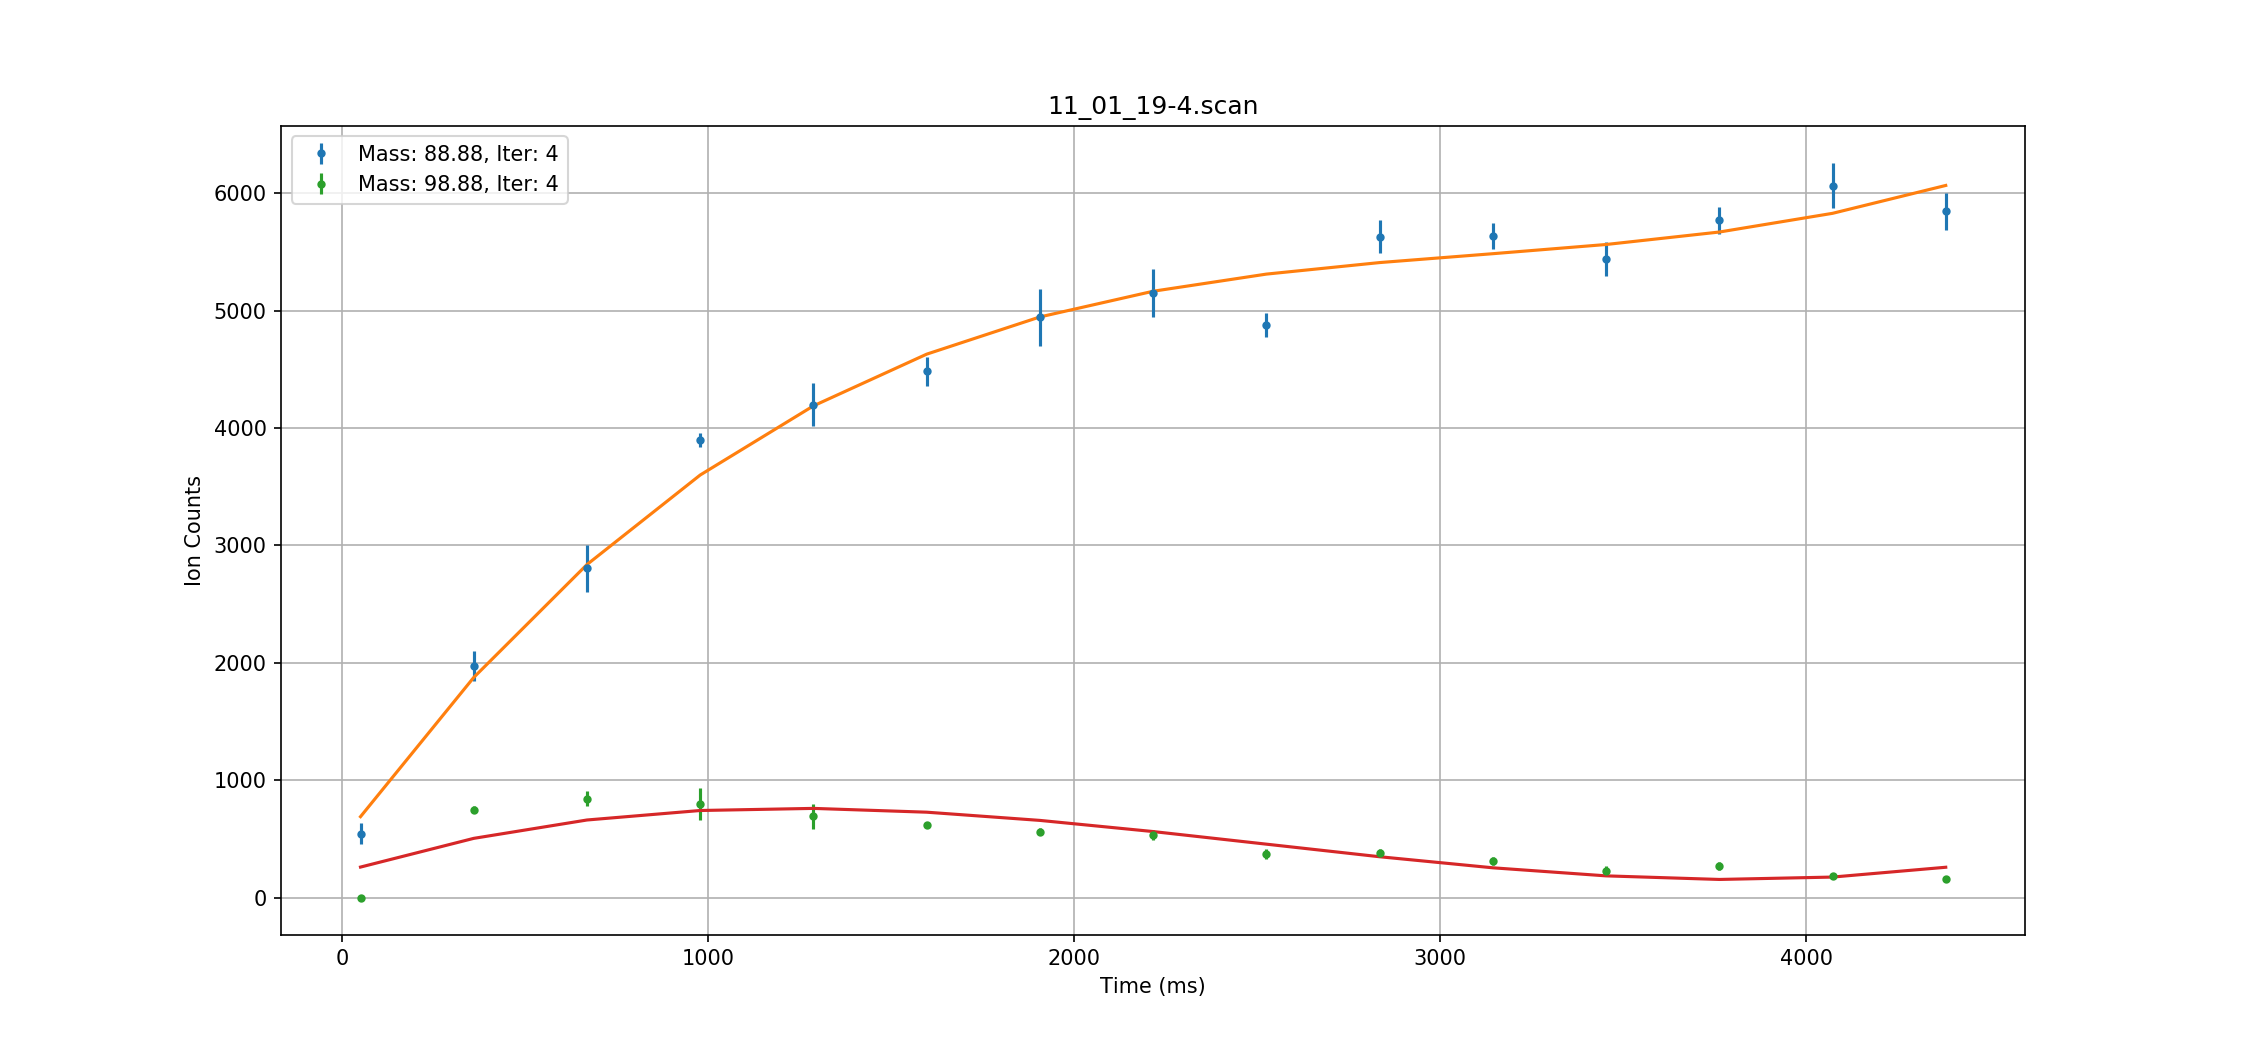 11_01_19-4.scan
Mass: 88.88, Iter: 4
Mass: 98.88, Iter: 4
6000
5000
4000
3000
2000
1000
0
Ion Counts
0 1000 2000 3000 4000
Time (ms)